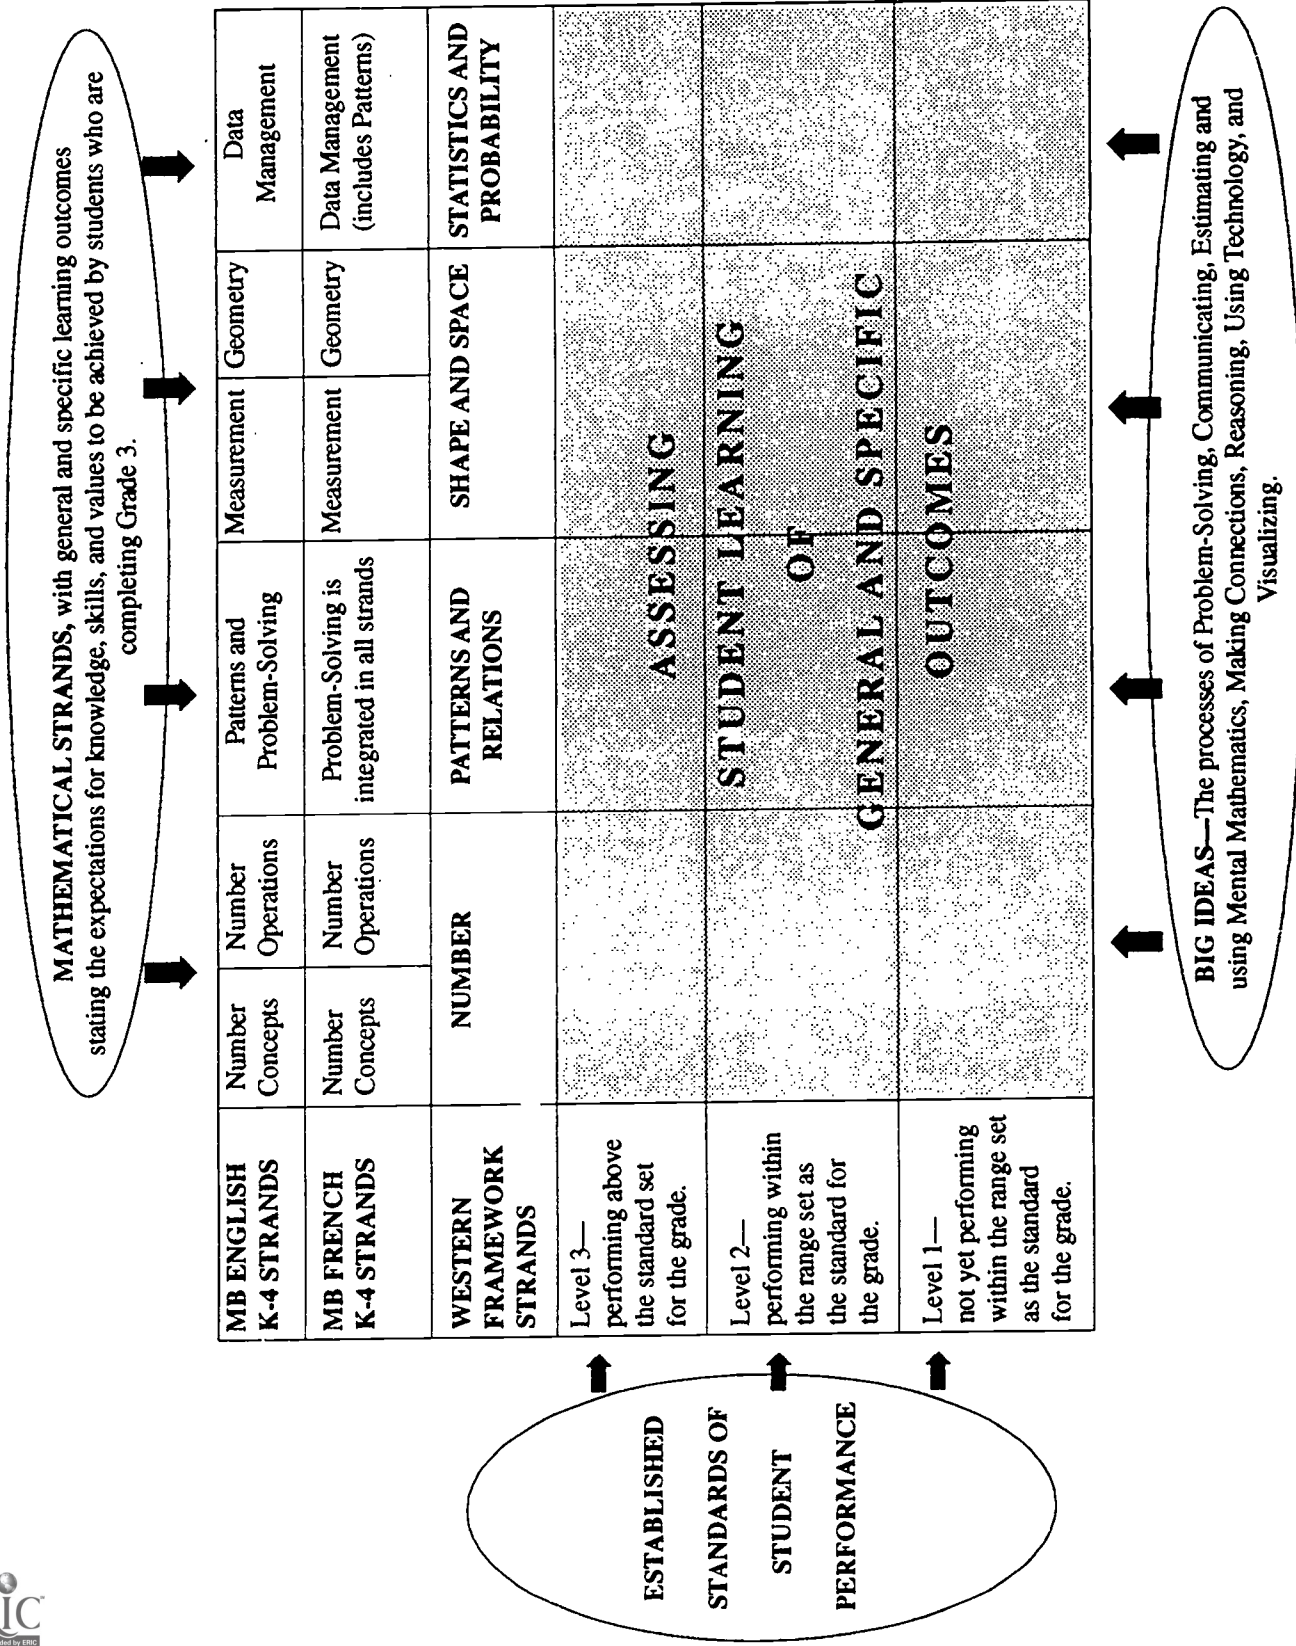 MATHEMATICAL STRANDS, with general and specific learning outcomes
stating the expectations for knowledge, skills, and values to be achieved by students who are
completing Grade 3.
MB ENGLISH
K-4 STRANDS
Number
Concepts
Number
Operations
Patterns and
Problem-Solving
Measurement
Geometry
Data
Management
MB FRENCH
K-4 STRANDS
Number
Concepts
Number
Operations
Problem-Solving is
integrated in all strands
Measurement
Geometry
Data Management
(includes Patterns)
WESTERN
FRAMEWORK
STRANDS
NUMBER
PATTERNS AND
RELATIONS
SHAPE AND SPACE
STATISTICS AND
PROBABILITY
ESTABLISHED
STANDARDS OF
STUDENT
PERFORMANCE
Level 3—
performing above
the standard set
for the grade.
Level 2—
performing within
the range set as
the standard for
the grade.
Level 1—
not yet performing
within the range set
as the standard
for the grade.
ASSESSING
STUDENT LEARNING
OF
GENERAL AND SPECIFIC
OUTCOMES
BIG IDEAS—The processes of Problem-Solving, Communicating, Estimating and
using Mental Mathematics, Making Connections, Reasoning, Using Technology, and
Visualizing.